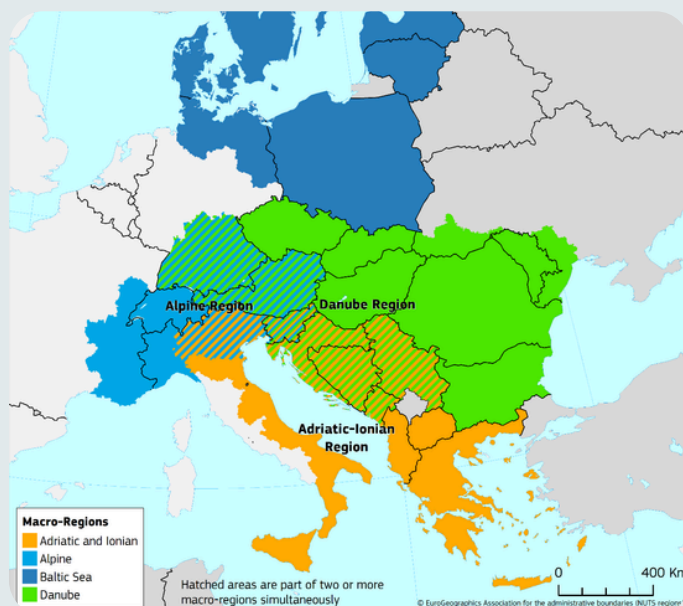 Alpine Region
Danube Region
Adriatic-Ionian
Region
Macro-Regions
Adriatic and Ionian
Alpine
Baltic Sea
Danube
Hatched areas are part of two or more
macro-regions simultaneously
0 400 Km
© EuroGeographics Association for the administrative boundaries (NUTS regions)